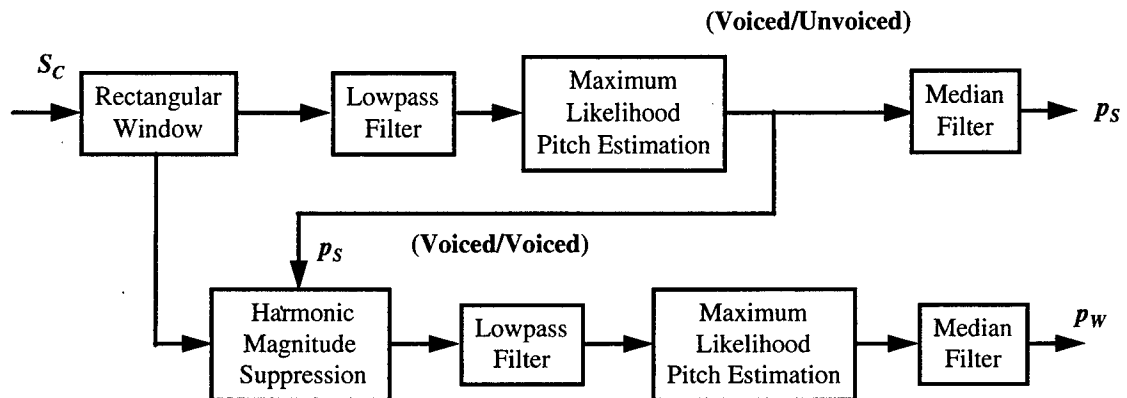 (Voiced/Unvoiced)
S_C
Rectangular
Window
Lowpass
Filter
Maximum
Likelihood
Pitch Estimation
Median
Filter
p_S
p_S
(Voiced/Voiced)
Harmonic
Magnitude
Suppression
Lowpass
Filter
Maximum
Likelihood
Pitch Estimation
Median
Filter
p_W